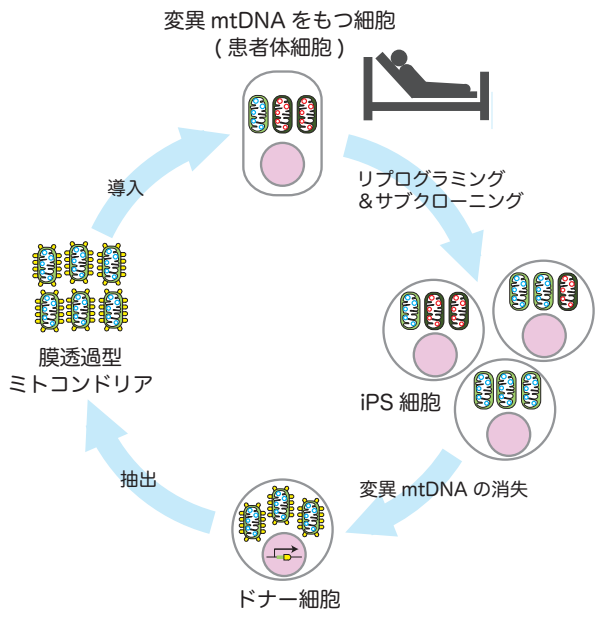 変異 mtDNA をもつ細胞
( 患者体細胞 )
リプログラミング
＆サブクローニング
導入
膜透過型
ミトコンドリア
iPS 細胞
変異 mtDNA の消失
抽出
ドナー細胞